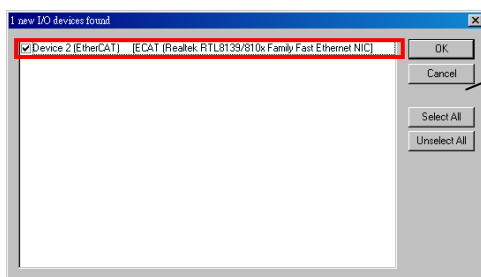 1 new I/O devices found
Device 2 (EtherCAT) [ECAT (Realtek RTL8139/810x Family Fast Ethernet NIC]
OK
Cancel
Select All
Unselect All